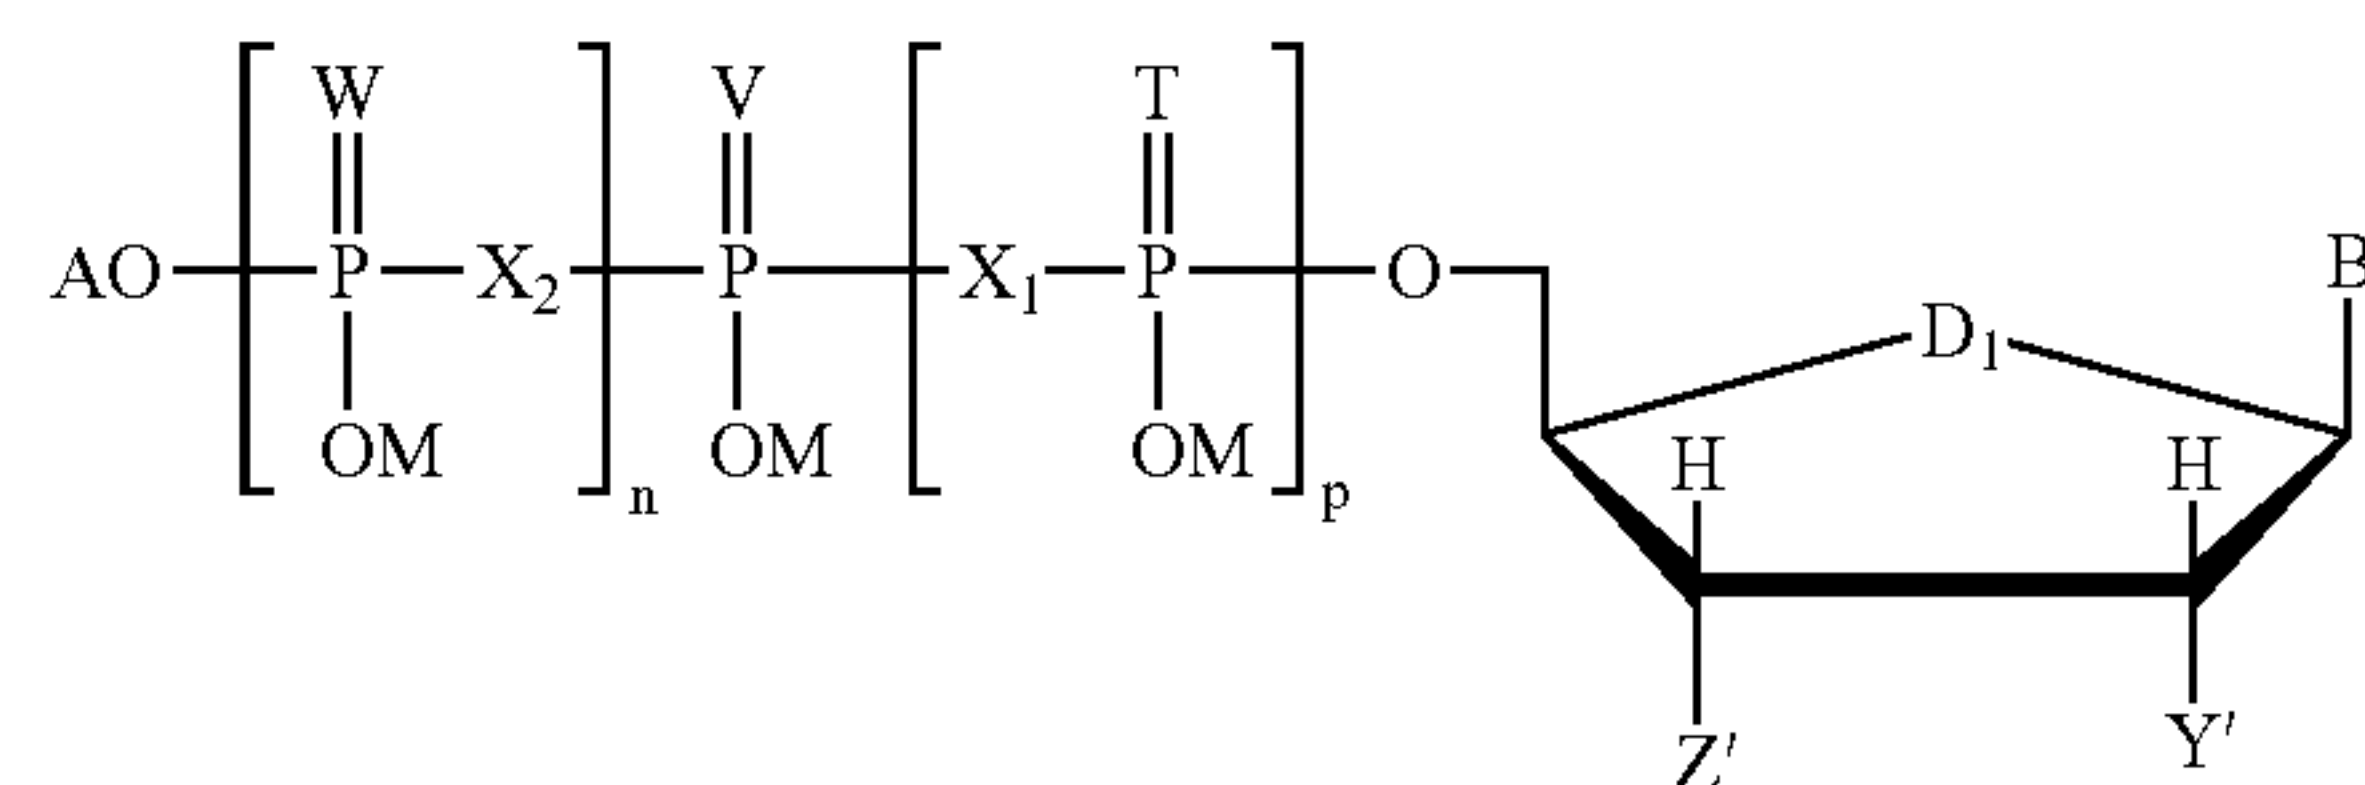 W V T
AO P X₂ P X₁ P O D₁ B
H H
OM OM OM
n p
Z' Y'